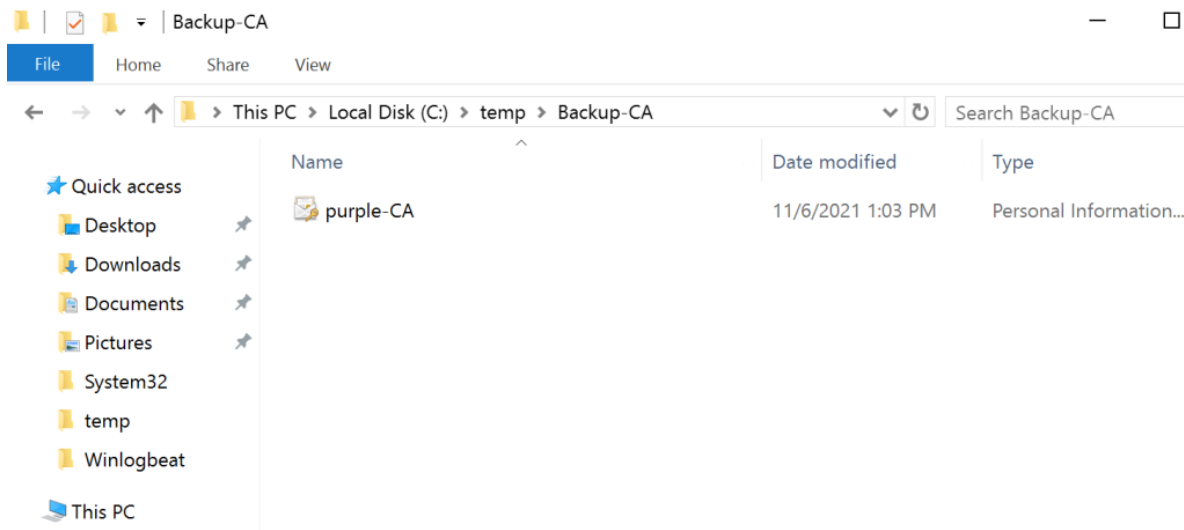 Backup-CA
File Home Share View
This PC Local Disk (C:) temp Backup-CA Search Backup-CA
Name Date modified Type
Quick access
purple-CA 11/6/2021 1:03 PM Personal Information...
Desktop
Downloads
Documents
Pictures
System32
temp
Winlogbeat
This PC